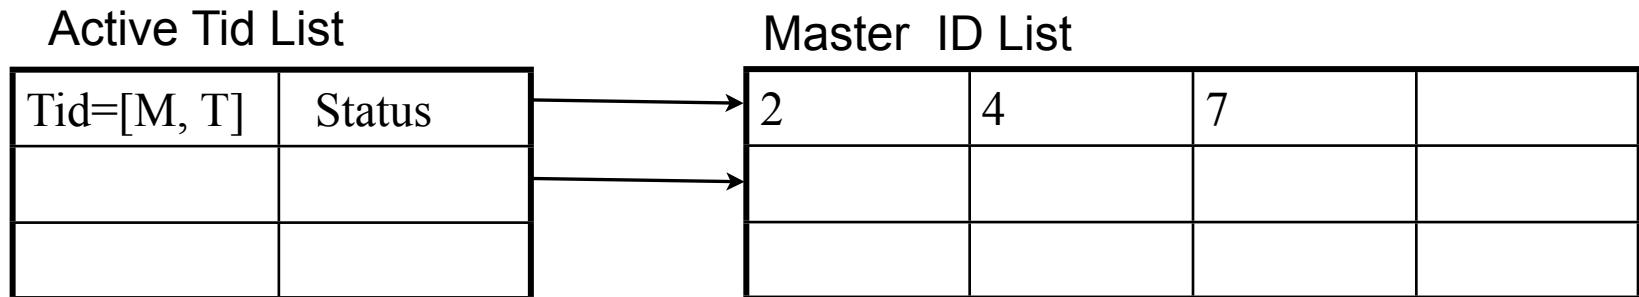 Active Tid List
Master ID List
Tid=[M, T] Status
2 4 7